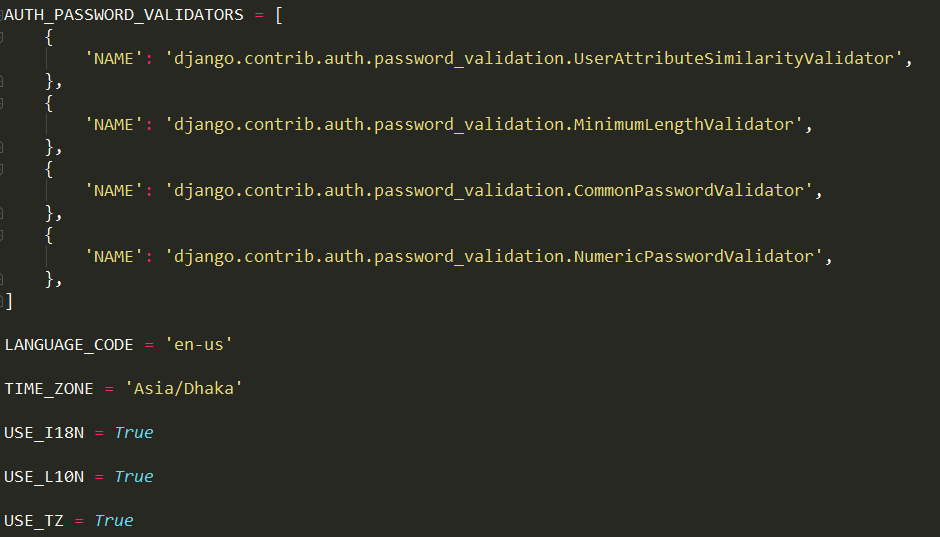 AUTH_PASSWORD_VALIDATORS = [
    {
        'NAME': 'django.contrib.auth.password_validation.UserAttributeSimilarityValidator',
    },
    {
        'NAME': 'django.contrib.auth.password_validation.MinimumLengthValidator',
    },
    {
        'NAME': 'django.contrib.auth.password_validation.CommonPasswordValidator',
    },
    {
        'NAME': 'django.contrib.auth.password_validation.NumericPasswordValidator',
    },
]
LANGUAGE_CODE = 'en-us'
TIME_ZONE = 'Asia/Dhaka'
USE_I18N = True
USE_L10N = True
USE_TZ = True